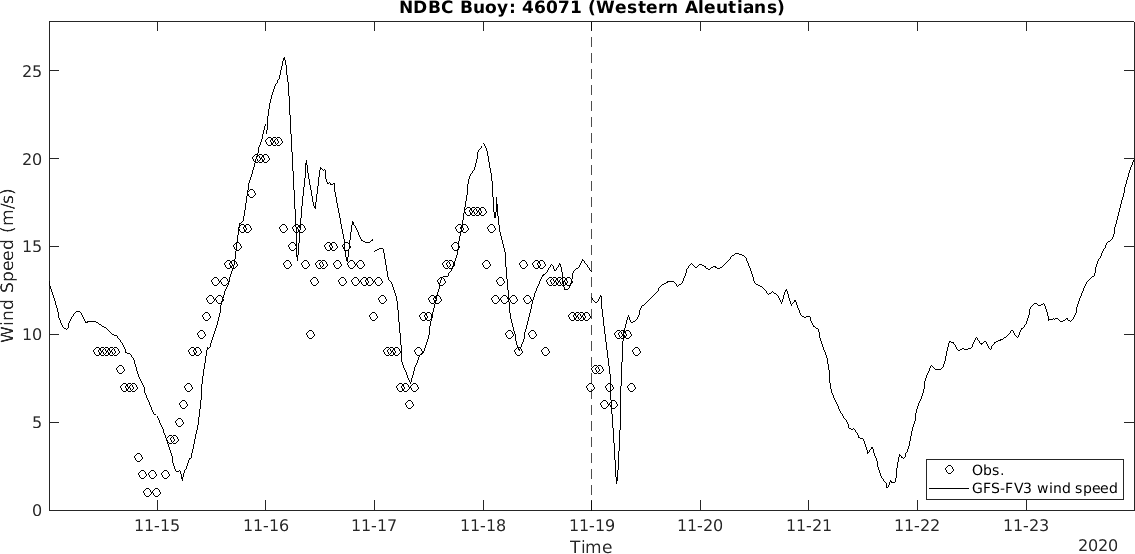 NDBC Buoy: 46071 (Western Aleutians)
Wind Speed (m/s)
25
20
15
10
5
0
Obs.
GFS-FV3 wind speed
11-15 11-16 11-17 11-18 11-19 11-20 11-21 11-22 11-23
Time
2020